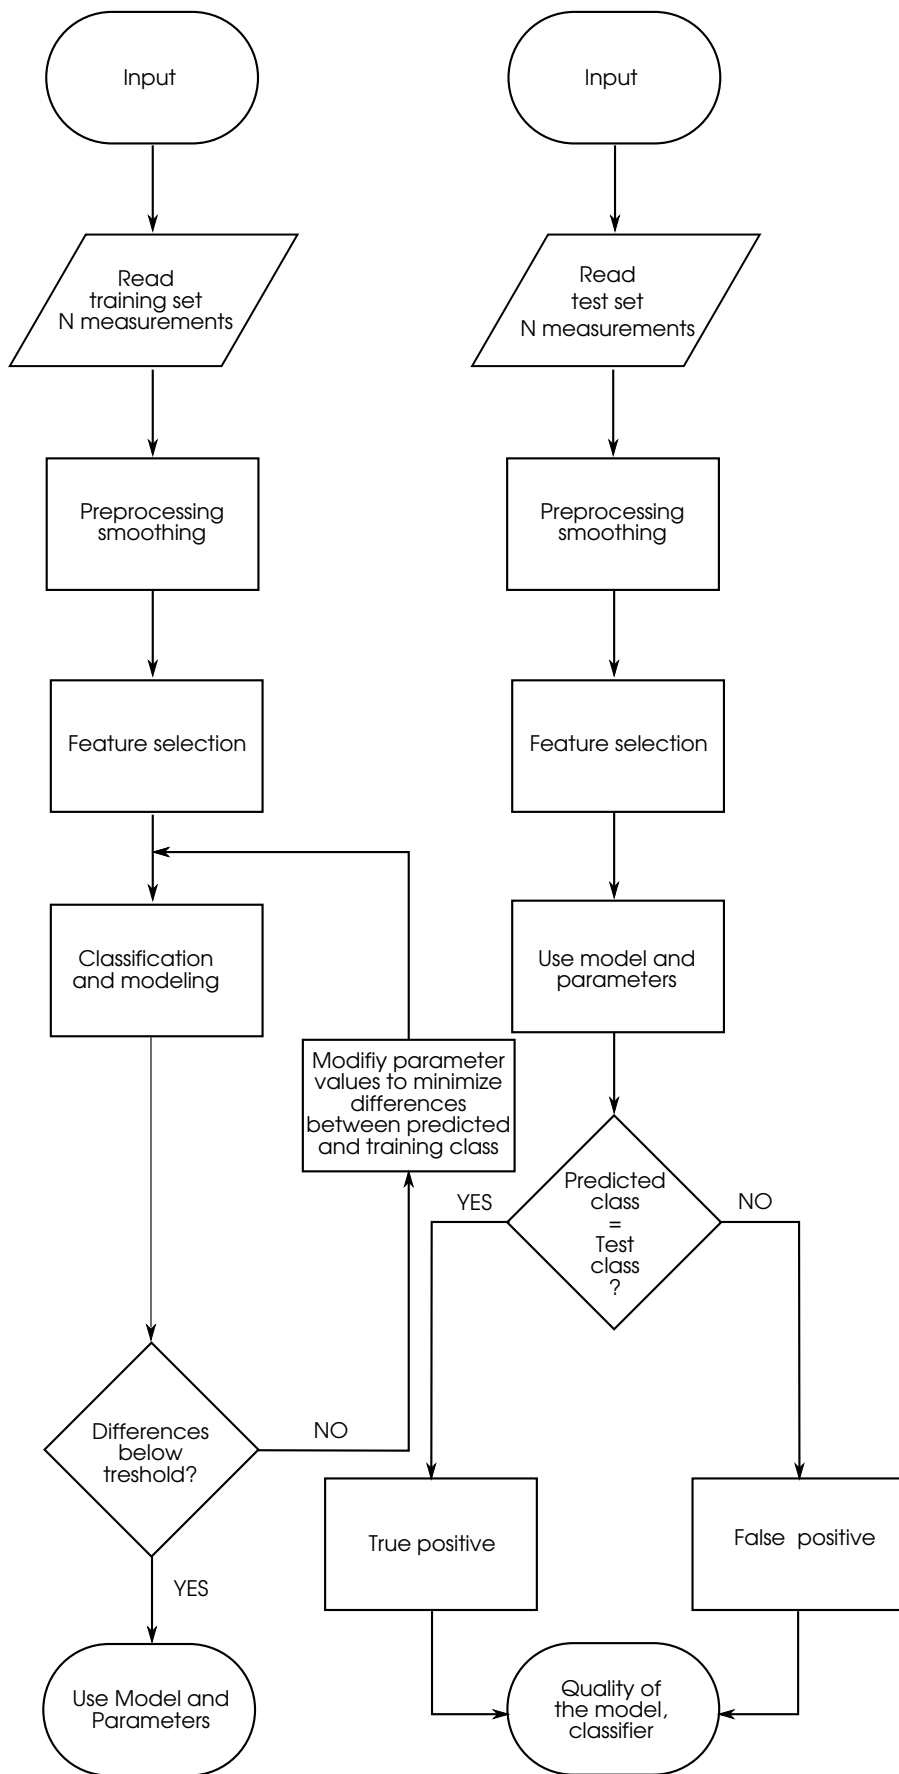 Input
Read
training set
N measurements
Preprocessing
smoothing
Feature selection
Classification
and modeling
Modifiy parameter
values to minimize
differences
between predicted
and training class
Differences
below
treshold?
NO
YES
Use Model and
Parameters
Input
Read
test set
N measurements
Preprocessing
smoothing
Feature selection
Use model and
parameters
Predicted
class
=
Test
class
?
YES
NO
True positive
False positive
Quality of
the model,
classifier